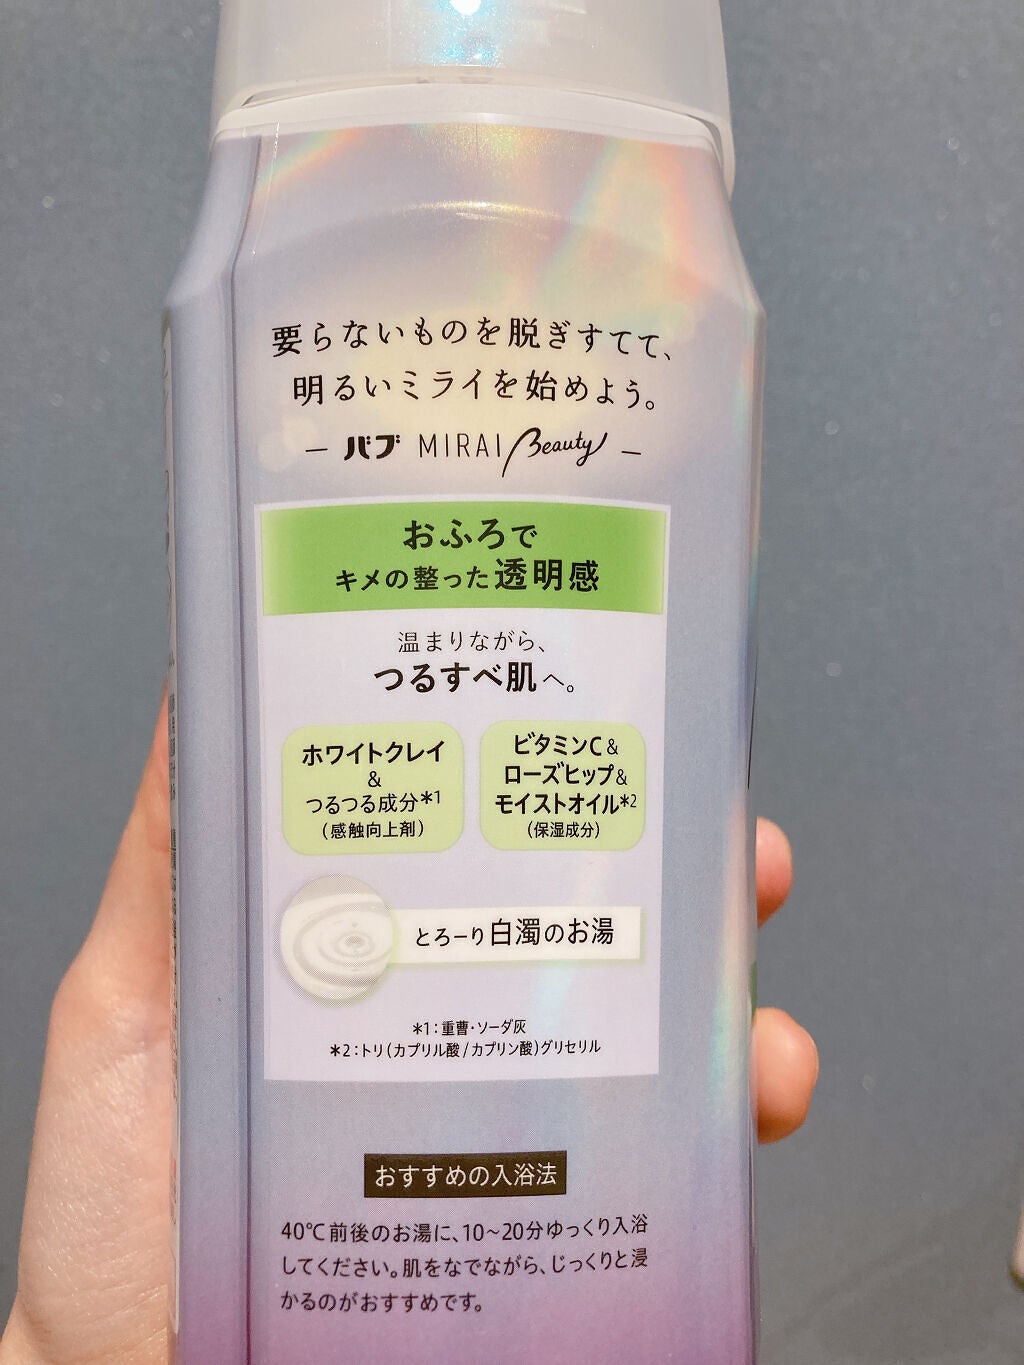 要らないものを脱ぎすてて、
明るいミライを始めよう。
― バブ MIRAI Beauty ―
おふろで
キメの整った透明感
温まりながら、
つるすべ肌へ。
ホワイトクレイ
&
つるつる成分*1
(感触向上剤)
ビタミンC&
ローズヒップ&
モイストオイル*2
(保湿成分)
とろーり白濁のお湯
*1:重曹・ソーダ灰
*2:トリ(カプリル酸/カプリン酸)グリセリル
おすすめの入浴法
40℃前後のお湯に、10~20分ゆっくり入浴
してください。肌をなでながら、じっくりと浸
かるのがおすすめです。